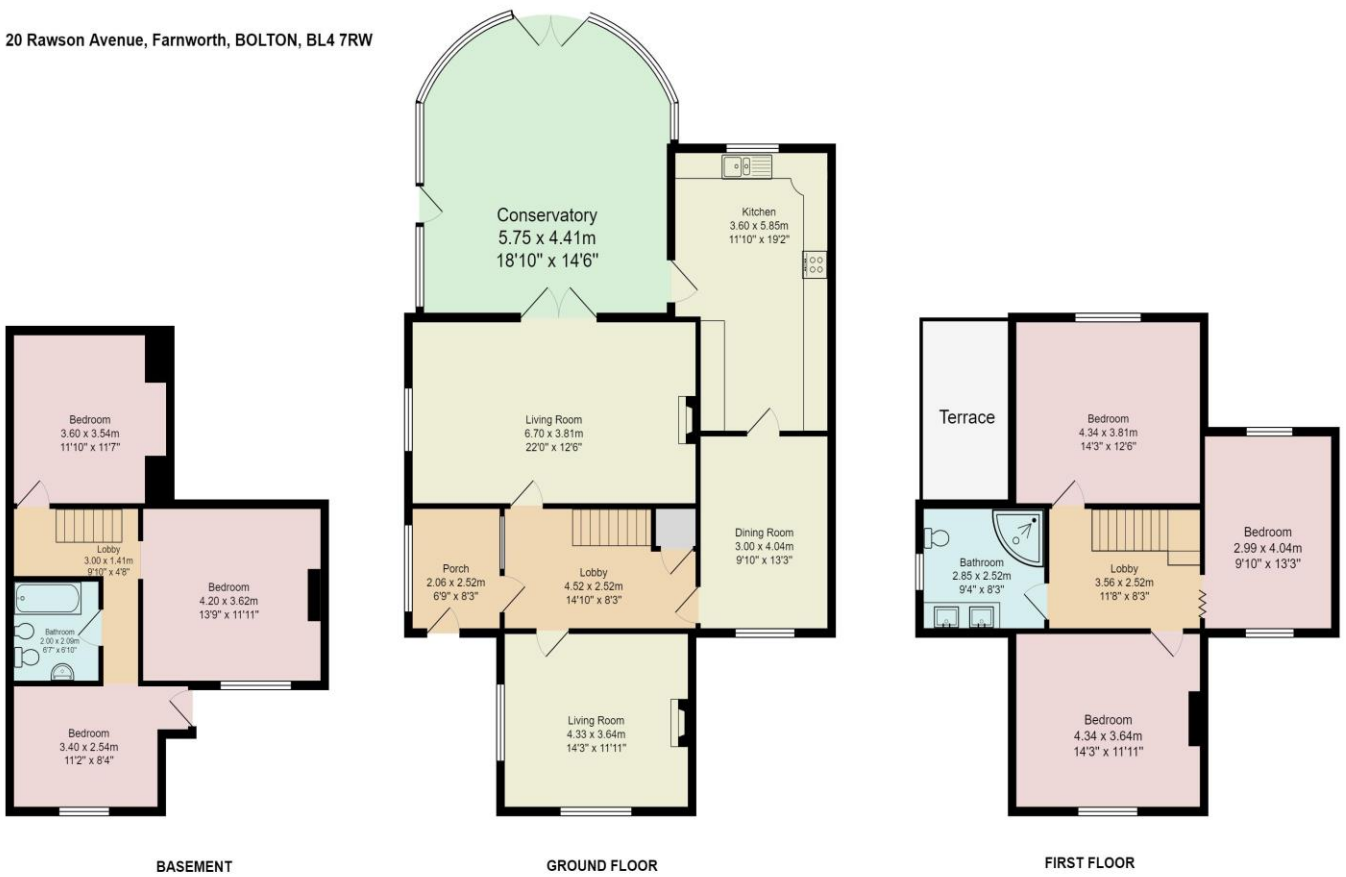 20 Rawson Avenue, Farnworth, BOLTON, BL4 7RW
Bedroom
3.60 x 3.54m
11'10" x 11'7"
Lobby
3.00 x 1.41m
9'10" x 4'8"
Bedroom
4.20 x 3.62m
13'9" x 11'11"
Bathroom
2.00 x 2.09m
6'7" x 6'10"
Bedroom
3.40 x 2.54m
11'2" x 8'4"
BASEMENT
Conservatory
5.75 x 4.41m
18'10" x 14'6"
Kitchen
3.60 x 5.85m
11'10" x 19'2"
Living Room
6.70 x 3.81m
22'0" x 12'6"
Dining Room
3.00 x 4.04m
9'10" x 13'3"
Porch
2.06 x 2.52m
6'9" x 8'3"
Lobby
4.52 x 2.52m
14'10" x 8'3"
Living Room
4.33 x 3.64m
14'3" x 11'11"
GROUND FLOOR
Terrace
Bedroom
4.34 x 3.81m
14'3" x 12'6"
Bedroom
2.99 x 4.04m
9'10" x 13'3"
Bathroom
2.85 x 2.52m
9'4" x 8'3"
Lobby
3.56 x 2.52m
11'8" x 8'3"
Bedroom
4.34 x 3.64m
14'3" x 11'11"
FIRST FLOOR